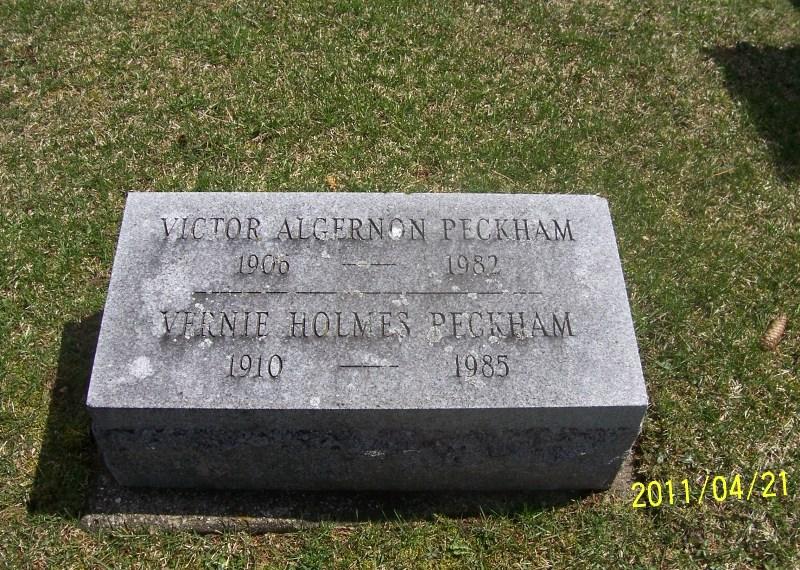 VICTOR ALGERNON PECKHAM
1906 — 1982
VERNIE HOLMES PECKHAM
1910 — 1985
2011/04/21